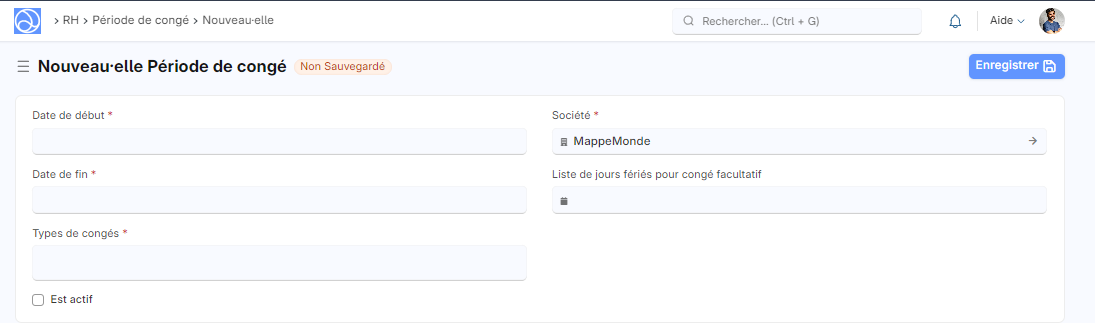 > RH > Période de congé > Nouveau·elle
Rechercher... (Ctrl + G)
Aide
Nouveau·elle Période de congé
Non Sauvegardé
Enregistrer
Date de début *
Société *
MappeMonde
Date de fin *
Liste de jours fériés pour congé facultatif
Types de congés *
Est actif